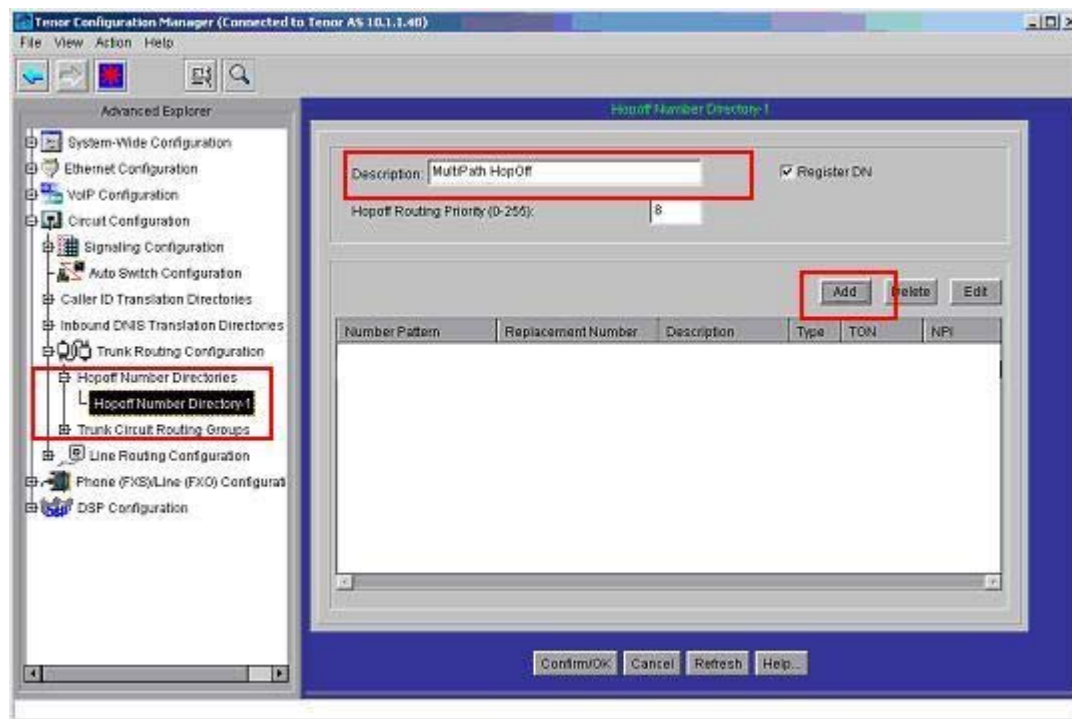 Tenor Configuration Manager (Connected to Tenor AS 10.1.1.40)
File View Action Help
Advanced Explorer
System-Wide Configuration
Ethernet Configuration
VoIP Configuration
Circuit Configuration
Signaling Configuration
Auto Switch Configuration
Caller ID Translation Directories
Inbound DNIS Translation Directories
Trunk Routing Configuration
Hopoff Number Directories
Hopoff Number Directory-1
Trunk Circuit Routing Groups
Line Routing Configuration
Phone (FXS)/Line (FXO) Configurati
DSP Configuration
Hopoff Number Directory-1
Description: MultiPath HopOff
Register DN
Hopoff Routing Priority (0-255): 8
Add Delete Edit
Number Pattern Replacement Number Description Type TON NPI
Confirm/OK Cancel Refresh Help...